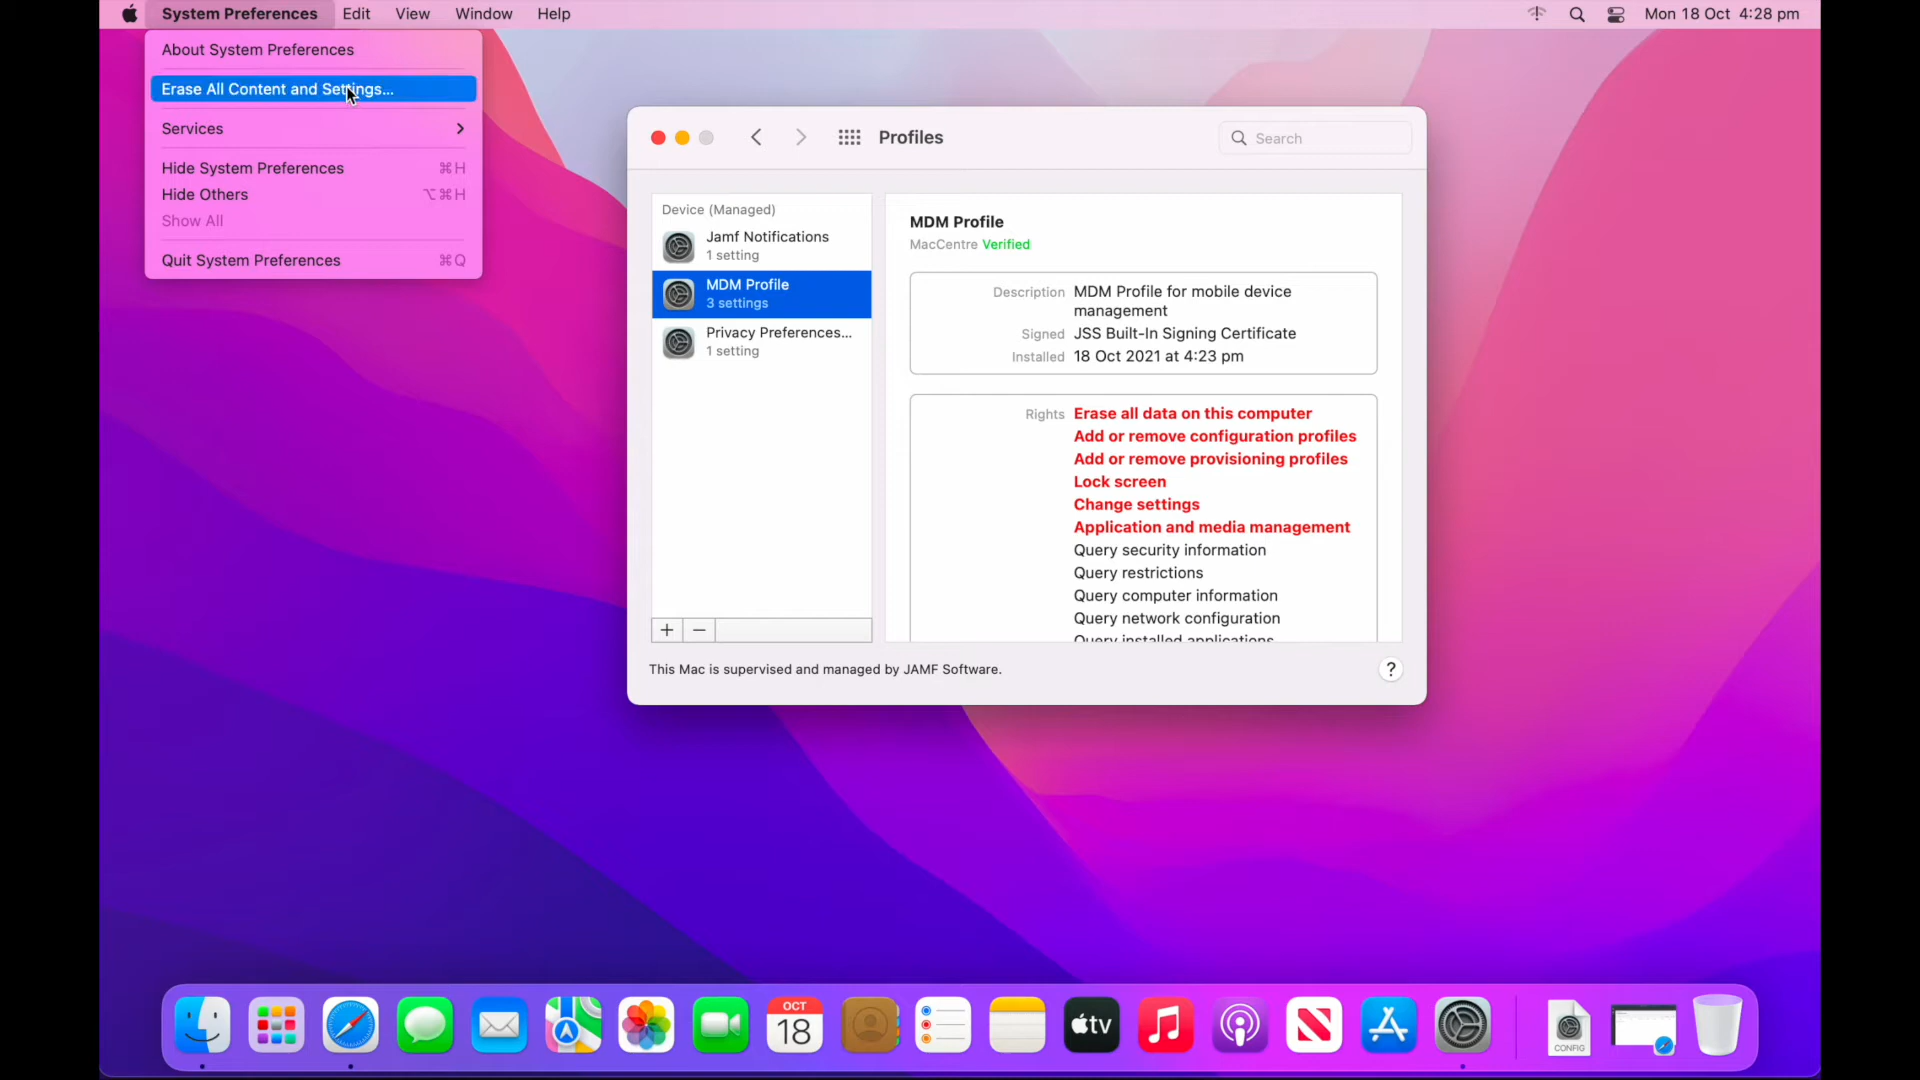 System Preferences Edit View Window Help Mon 18 Oct 4:28 pm
About System Preferences
Erase All Content and Settings...
Services
Hide System Preferences ⌘H
Hide Others ⌥⌘H
Show All
Quit System Preferences ⌘Q
Profiles
Search
Device (Managed)
Jamf Notifications
1 setting
MDM Profile
3 settings
Privacy Preferences...
1 setting
MDM Profile
MacCentre Verified
Description MDM Profile for mobile device
management
Signed JSS Built-In Signing Certificate
Installed 18 Oct 2021 at 4:23 pm
Rights Erase all data on this computer
Add or remove configuration profiles
Add or remove provisioning profiles
Lock screen
Change settings
Application and media management
Query security information
Query restrictions
Query computer information
Query network configuration
Query installed applications
+ −
This Mac is supervised and managed by JAMF Software.
?
OCT
18
tv
CONFIG